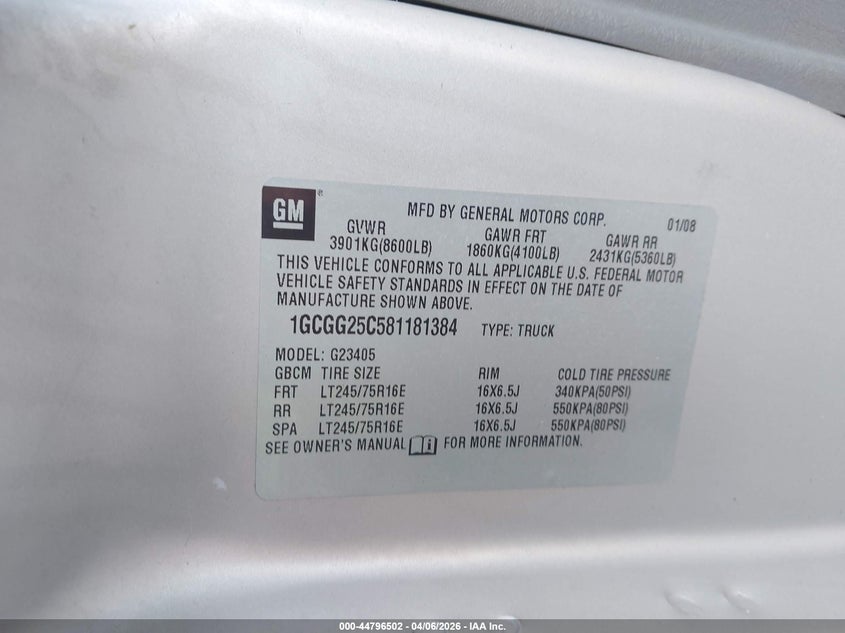 GM®
MFD BY GENERAL MOTORS CORP. 01/08
GVWR GAWR FRT GAWR RR
3901KG(8600LB) 1860KG(4100LB) 2431KG(5360LB)
THIS VEHICLE CONFORMS TO ALL APPLICABLE U.S. FEDERAL MOTOR
VEHICLE SAFETY STANDARDS IN EFFECT ON THE DATE OF
MANUFACTURE SHOWN ABOVE.
1GCGG25C581181384 TYPE: TRUCK
MODEL: G23405
GBCM TIRE SIZE RIM COLD TIRE PRESSURE
FRT LT245/75R16E 16X6.5J 340KPA(50PSI)
RR LT245/75R16E 16X6.5J 550KPA(80PSI)
SPA LT245/75R16E 16X6.5J 550KPA(80PSI)
SEE OWNER'S MANUAL FOR MORE INFORMATION.
000-44796502 - 04/06/2026 - IAA Inc.